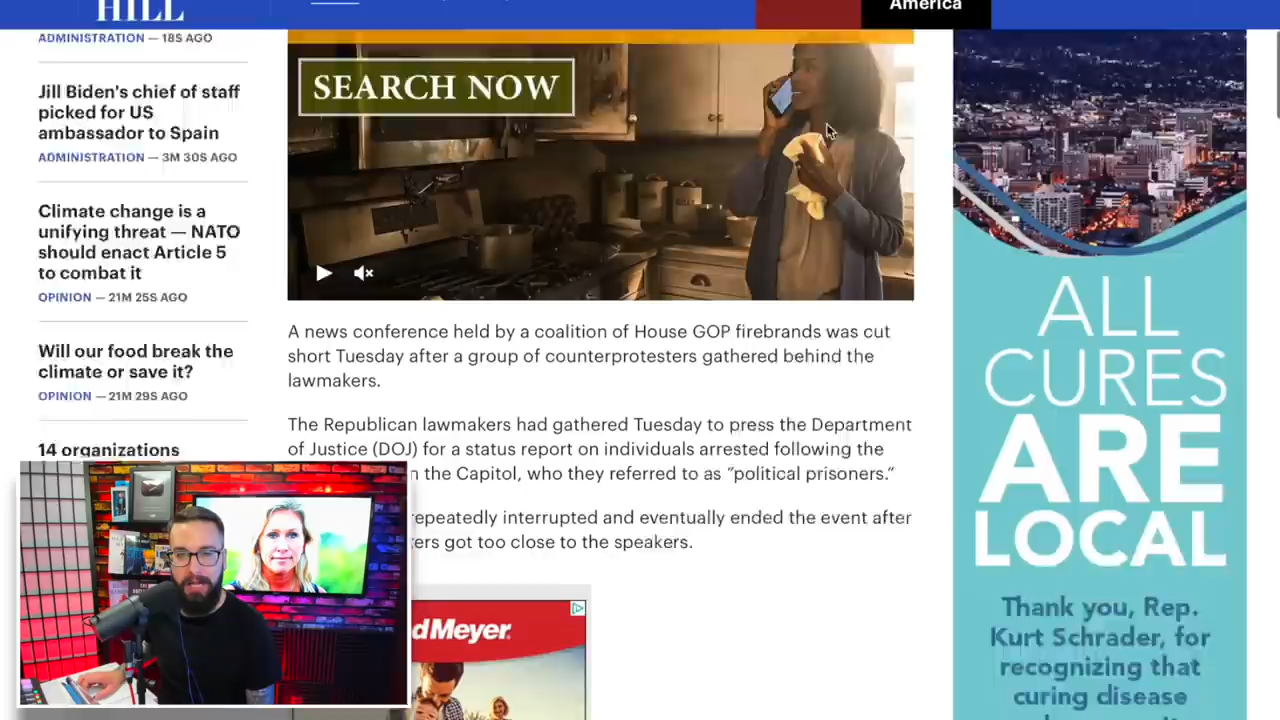 HILL
America
ADMINISTRATION — 18S AGO
Jill Biden's chief of staff
picked for US
ambassador to Spain
ADMINISTRATION — 3M 30S AGO
Climate change is a
unifying threat — NATO
should enact Article 5
to combat it
OPINION — 21M 25S AGO
Will our food break the
climate or save it?
OPINION — 21M 29S AGO
14 organizations
SEARCH NOW
A news conference held by a coalition of House GOP firebrands was cut
short Tuesday after a group of counterprotesters gathered behind the
lawmakers.
The Republican lawmakers had gathered Tuesday to press the Department
of Justice (DOJ) for a status report on individuals arrested following the
the Capitol, who they referred to as "political prisoners."
repeatedly interrupted and eventually ended the event after
got too close to the speakers.
dMeyer
ALL
CURES
ARE
LOCAL
Thank you, Rep.
Kurt Schrader, for
recognizing that
curing disease